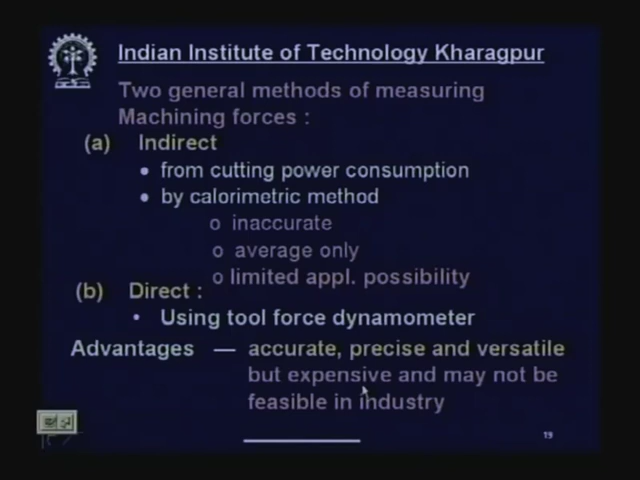 Indian Institute of Technology Kharagpur
Two general methods of measuring
Machining forces :
(a) Indirect
• from cutting power consumption
• by calorimetric method
o inaccurate
o average only
o limited appl. possibility
(b) Direct :
• Using tool force dynamometer
Advantages — accurate, precise and versatile
but expensive and may not be
feasible in industry
19